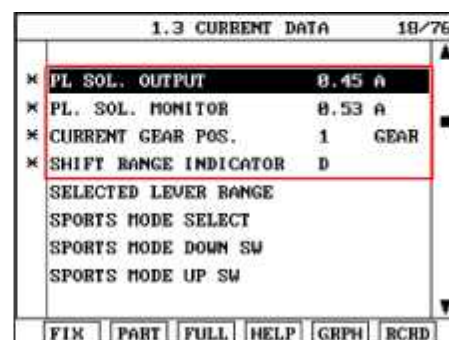 1.3 CURRENT DATA 18/76
* PL SOL. OUTPUT 0.45 A
* PL. SOL. MONITOR 0.53 A
* CURRENT GEAR POS. 1 GEAR
* SHIFT RANGE INDICATOR D
SELECTED LEVER RANGE
SPORTS MODE SELECT
SPORTS MODE DOWN SW
SPORTS MODE UP SW
FIX PART FULL HELP GRPH RCRD